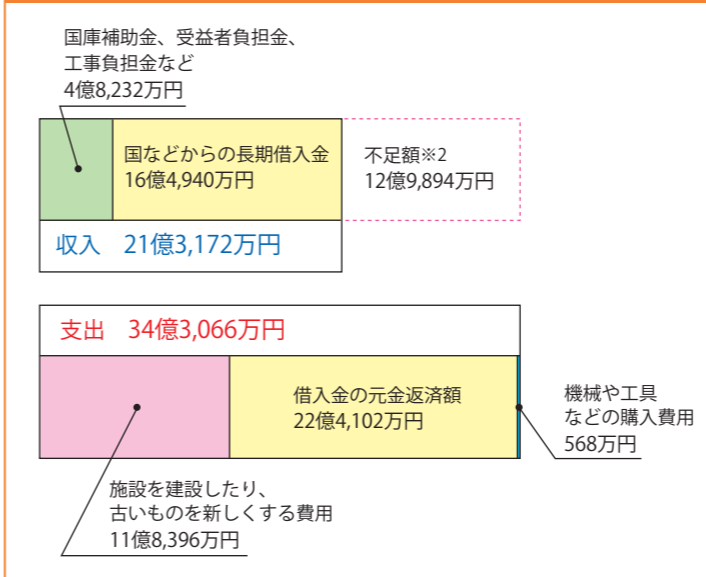 国庫補助金、受益者負担金、
工事負担金など
4億8,232万円
国などからの長期借入金
16億4,940万円
不足額※2
12億9,894万円
収入 21億3,172万円
支出 34億3,066万円
借入金の元金返済額
22億4,102万円
機械や工具
などの購入費用
568万円
施設を建設したり、
古いものを新しくする費用
11億8,396万円